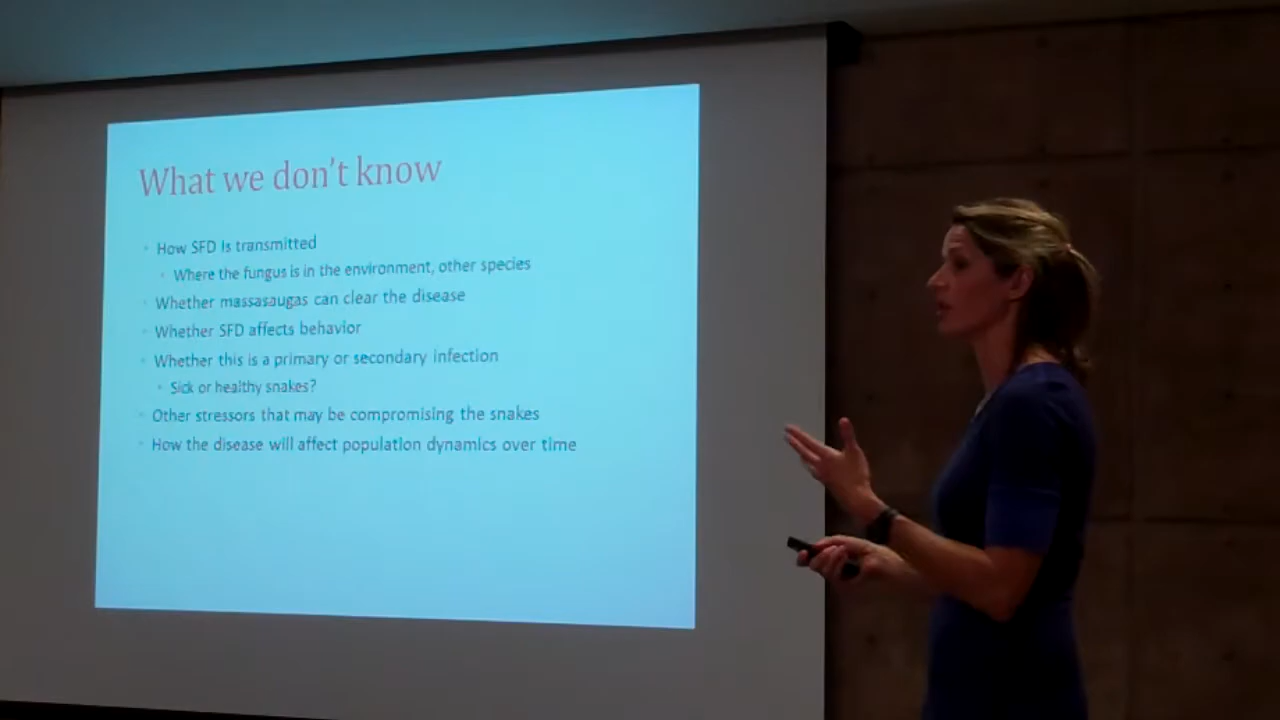 What we don't know
How SFD is transmitted
Where the fungus is in the environment, other species
Whether massasaugas can clear the disease
Whether SFD affects behavior
Whether this is a primary or secondary infection
Sick or healthy snakes?
Other stressors that may be compromising the snakes
How the disease will affect population dynamics over time